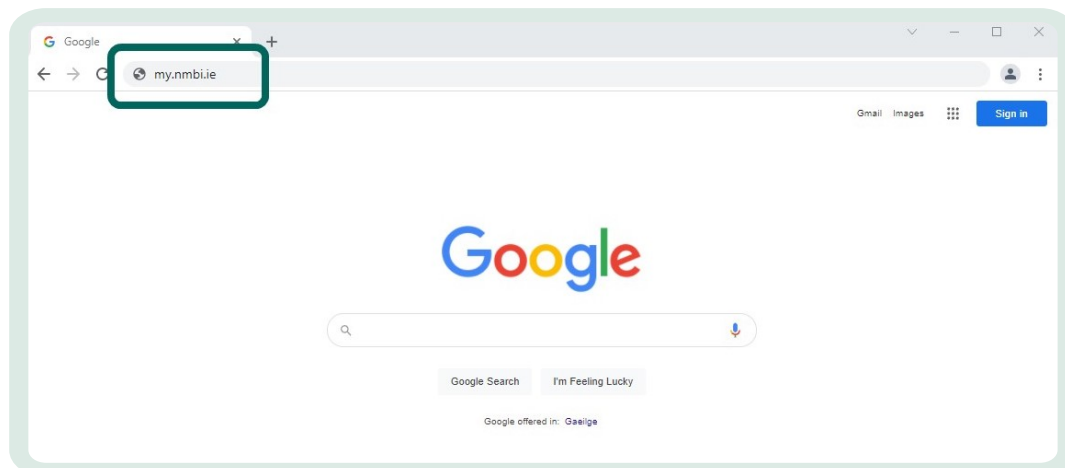 Google
my.nmbi.ie
Gmail Images Sign in
Google
Google Search I'm Feeling Lucky
Google offered in: Gaeilge